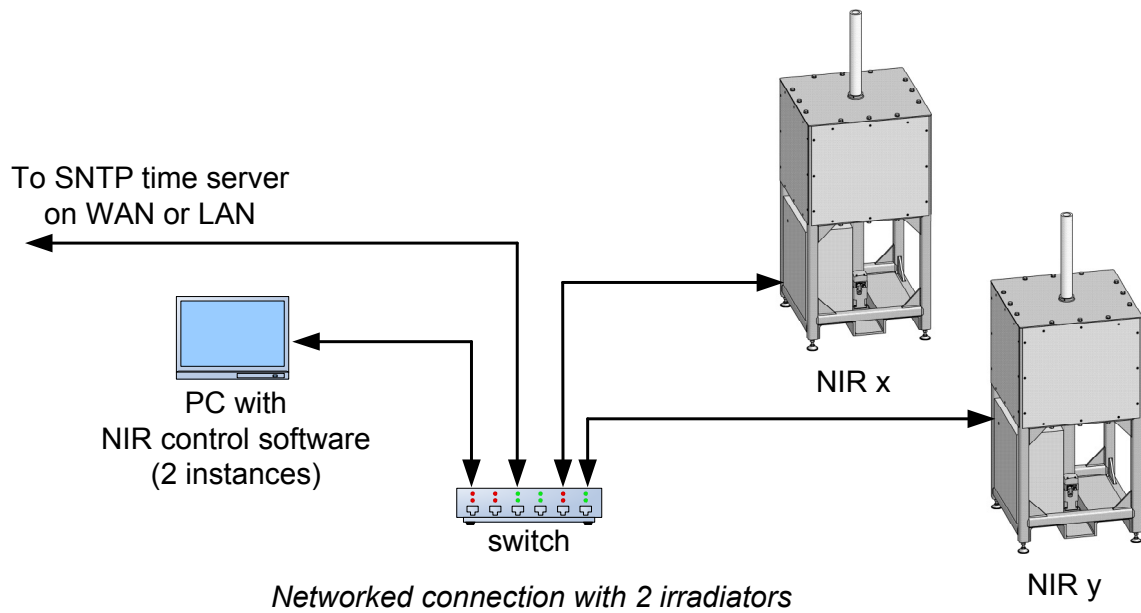 To SNTP time server
on WAN or LAN
PC with
NIR control software
(2 instances)
switch
NIR x
NIR y
Networked connection with 2 irradiators